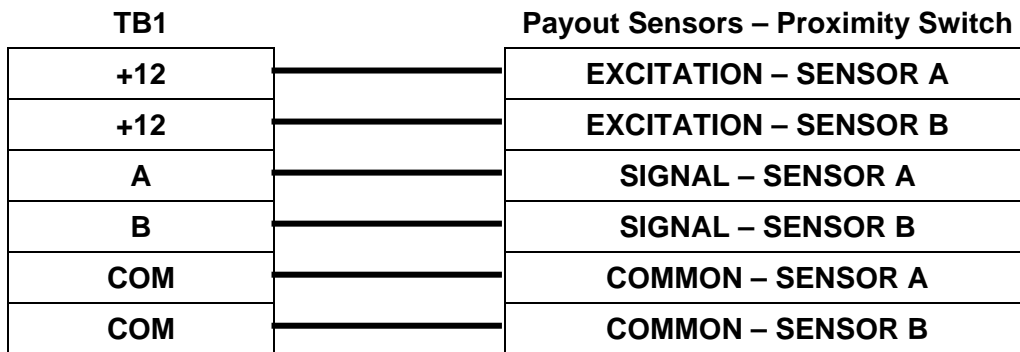 TB1 Payout Sensors – Proximity Switch
+12 EXCITATION – SENSOR A
+12 EXCITATION – SENSOR B
A SIGNAL – SENSOR A
B SIGNAL – SENSOR B
COM COMMON – SENSOR A
COM COMMON – SENSOR B